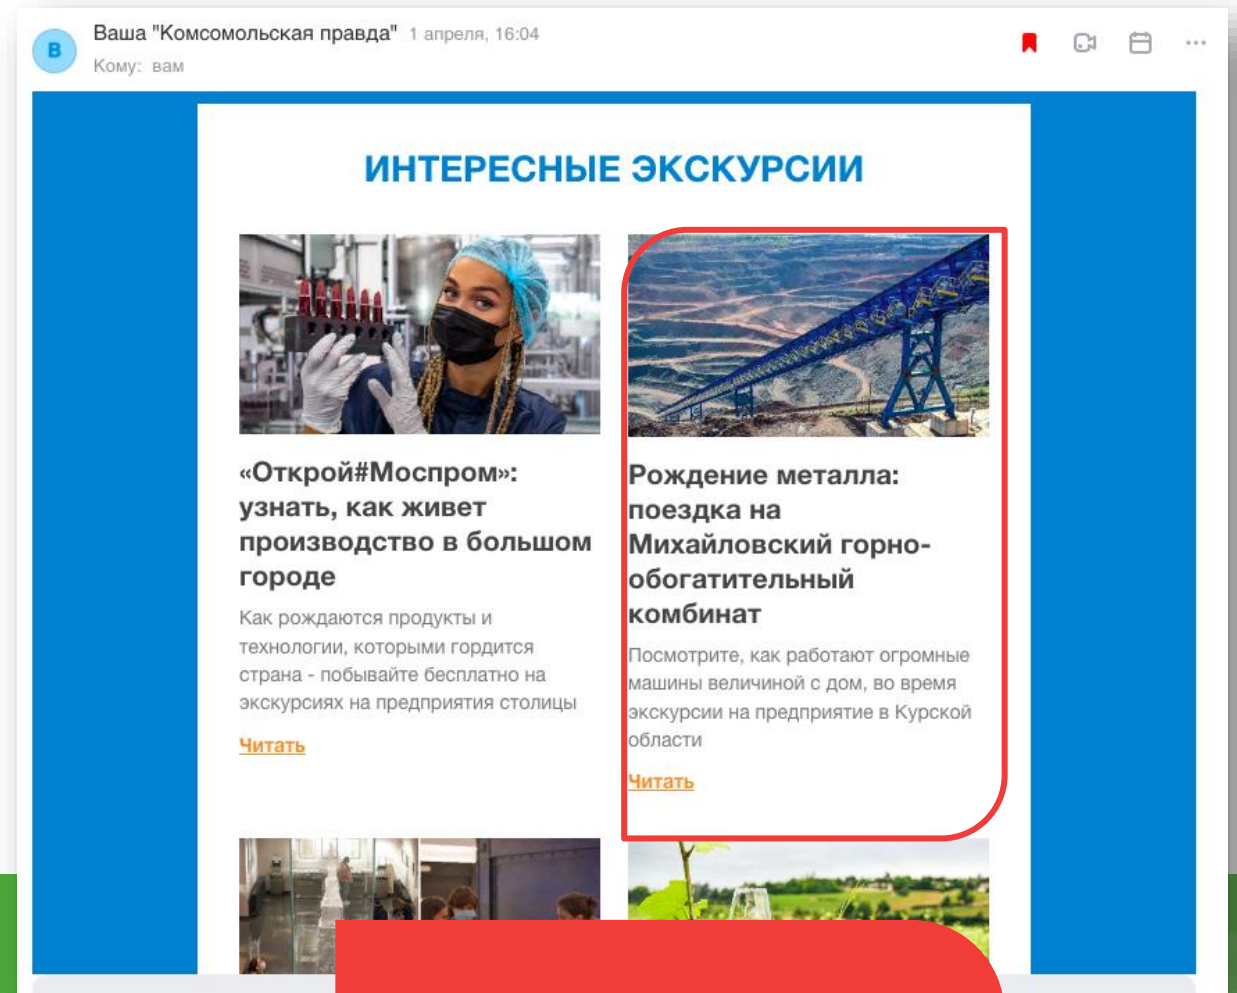 В
Ваша "Комсомольская правда" 1 апреля, 16:04
Кому: вам
ИНТЕРЕСНЫЕ ЭКСКУРСИИ
«Открой#Моспром»:
узнать, как живет
производство в большом
городе
Как рождаются продукты и
технологии, которыми гордится
страна - побывайте бесплатно на
экскурсиях на предприятия столицы
Читать
Рождение металла:
поездка на
Михайловский горно-
обогатительный
комбинат
Посмотрите, как работают огромные
машины величиной с дом, во время
экскурсии на предприятие в Курской
области
Читать